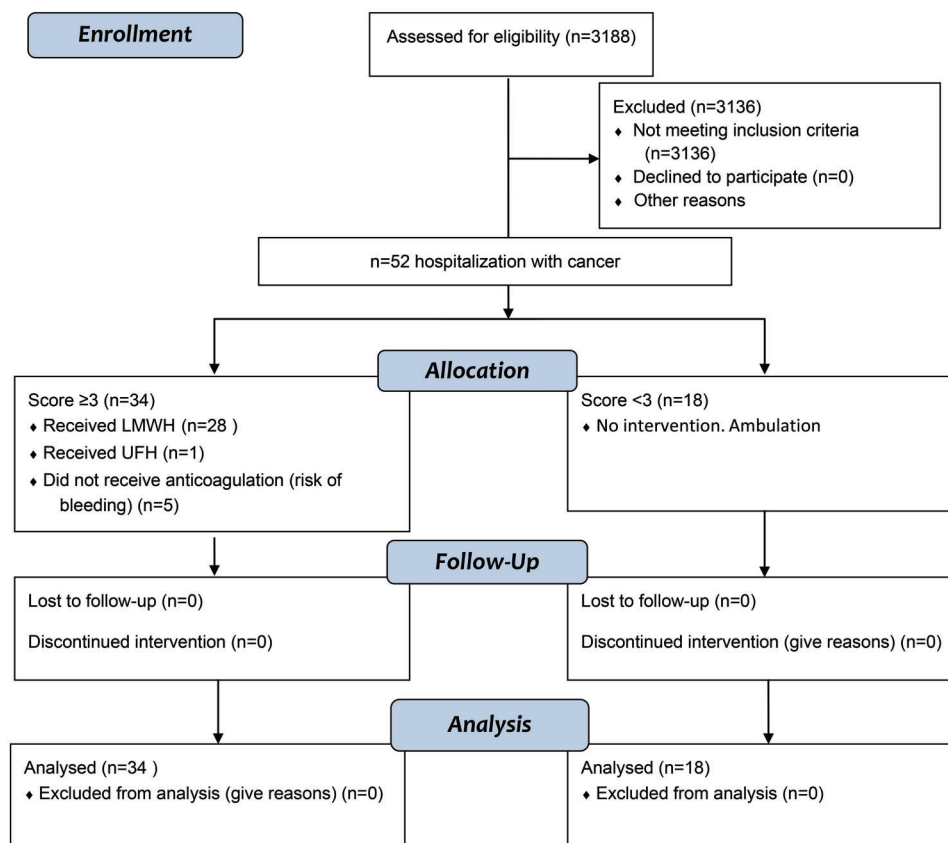 Enrollment
Assessed for eligibility (n=3188)
Excluded (n=3136)
♦ Not meeting inclusion criteria
(n=3136)
♦ Declined to participate (n=0)
♦ Other reasons
n=52 hospitalization with cancer
Allocation
Score ≥3 (n=34)
♦ Received LMWH (n=28 )
♦ Received UFH (n=1)
♦ Did not receive anticoagulation (risk of
bleeding) (n=5)
Score <3 (n=18)
♦ No intervention. Ambulation
Follow-Up
Lost to follow-up (n=0)
Discontinued intervention (n=0)
Lost to follow-up (n=0)
Discontinued intervention (give reasons) (n=0)
Analysis
Analysed (n=34 )
♦ Excluded from analysis (give reasons) (n=0)
Analysed (n=18)
♦ Excluded from analysis (n=0)